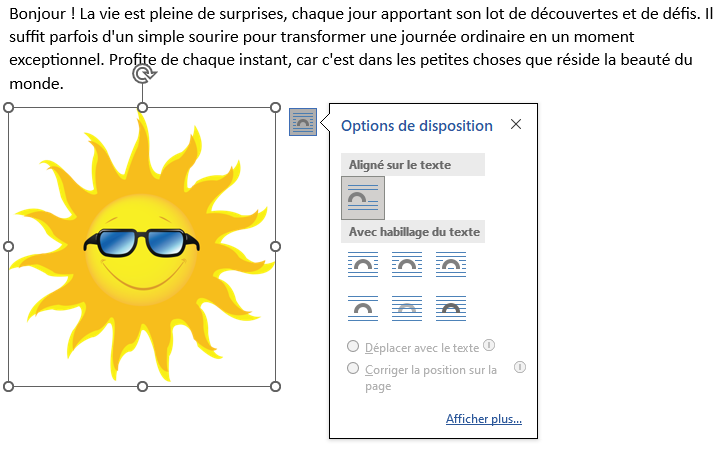 Bonjour ! La vie est pleine de surprises, chaque jour apportant son lot de découvertes et de défis. Il
suffit parfois d'un simple sourire pour transformer une journée ordinaire en un moment
exceptionnel. Profite de chaque instant, car c'est dans les petites choses que réside la beauté du
monde.
Options de disposition
Aligné sur le texte
Avec habillage du texte
Déplacer avec le texte
Corriger la position sur la
page
Afficher plus...